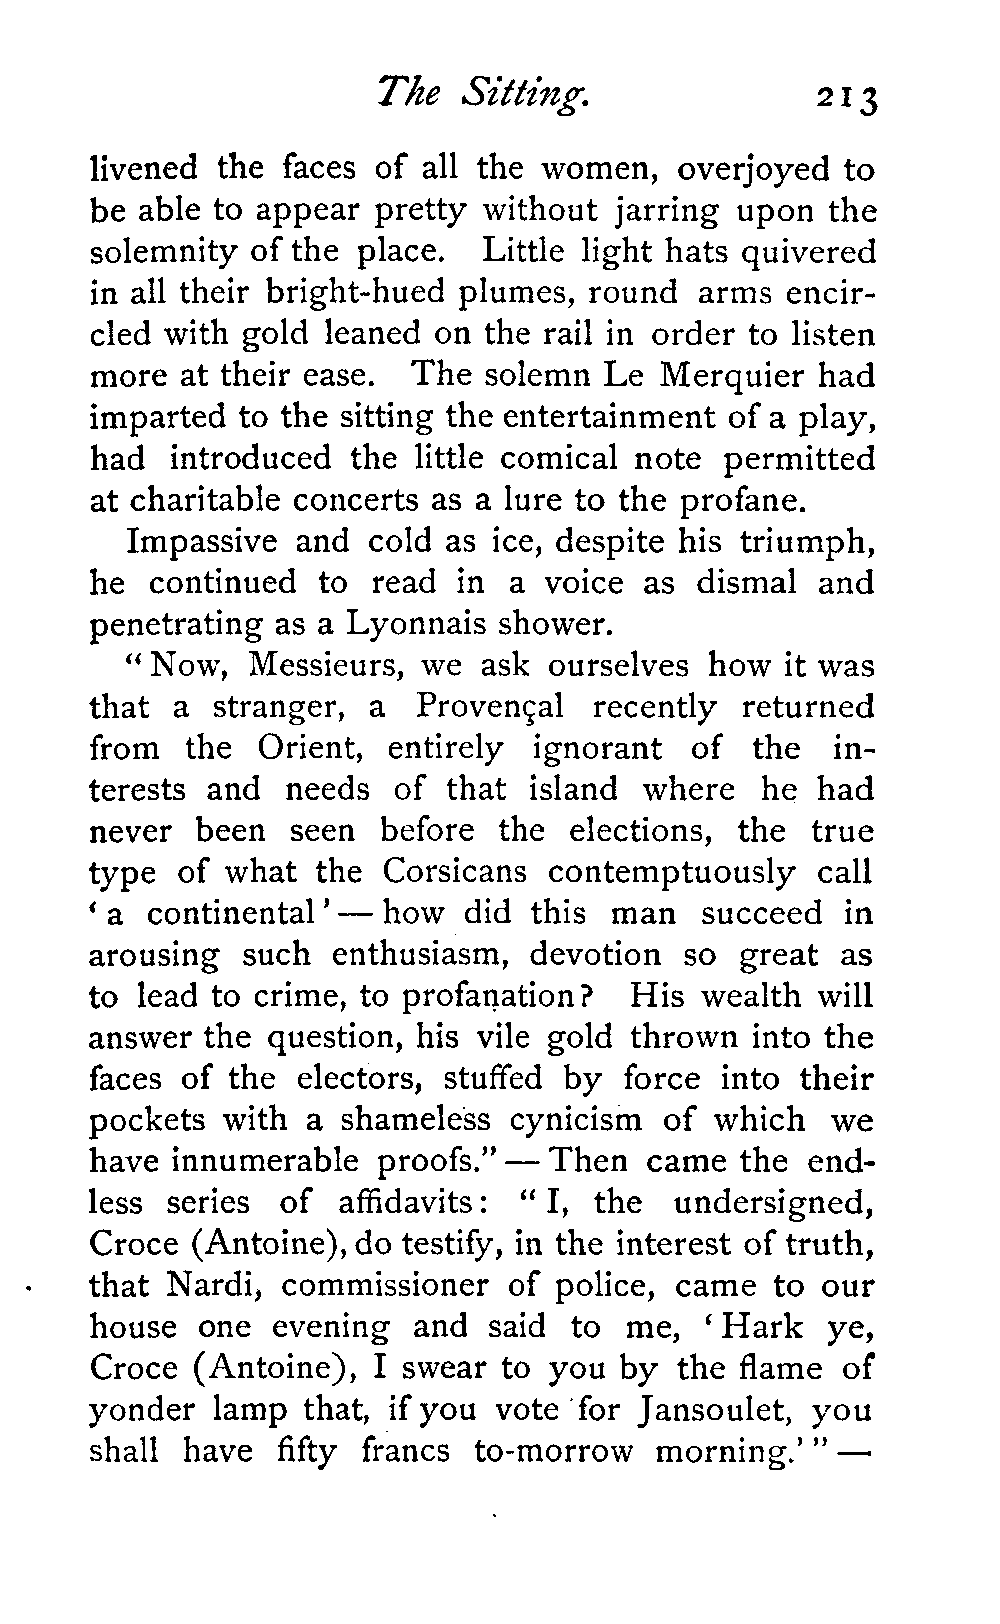 The Sitting. 213
livened the faces of all the women, overjoyed to
be able to appear pretty without jarring upon the
solemnity of the place. Little light hats quivered
in all their bright-hued plumes, round arms encir-
cled with gold leaned on the rail in order to listen
more at their ease. The solemn Le Merquier had
imparted to the sitting the entertainment of a play,
had introduced the little comical note permitted
at charitable concerts as a lure to the profane.
Impassive and cold as ice, despite his triumph,
he continued to read in a voice as dismal and
penetrating as a Lyonnais shower.
“Now, Messieurs, we ask ourselves how it was
that a stranger, a Provençal recently returned
from the Orient, entirely ignorant of the in-
terests and needs of that island where he had
never been seen before the elections, the true
type of what the Corsicans contemptuously call
‘a continental’ — how did this man succeed in
arousing such enthusiasm, devotion so great as
to lead to crime, to profanation? His wealth will
answer the question, his vile gold thrown into the
faces of the electors, stuffed by force into their
pockets with a shameless cynicism of which we
have innumerable proofs.” — Then came the end-
less series of affidavits: “I, the undersigned,
Croce (Antoine), do testify, in the interest of truth,
that Nardi, commissioner of police, came to our
house one evening and said to me, ‘Hark ye,
Croce (Antoine), I swear to you by the flame of
yonder lamp that, if you vote for Jansoulet, you
shall have fifty francs to-morrow morning.’” —